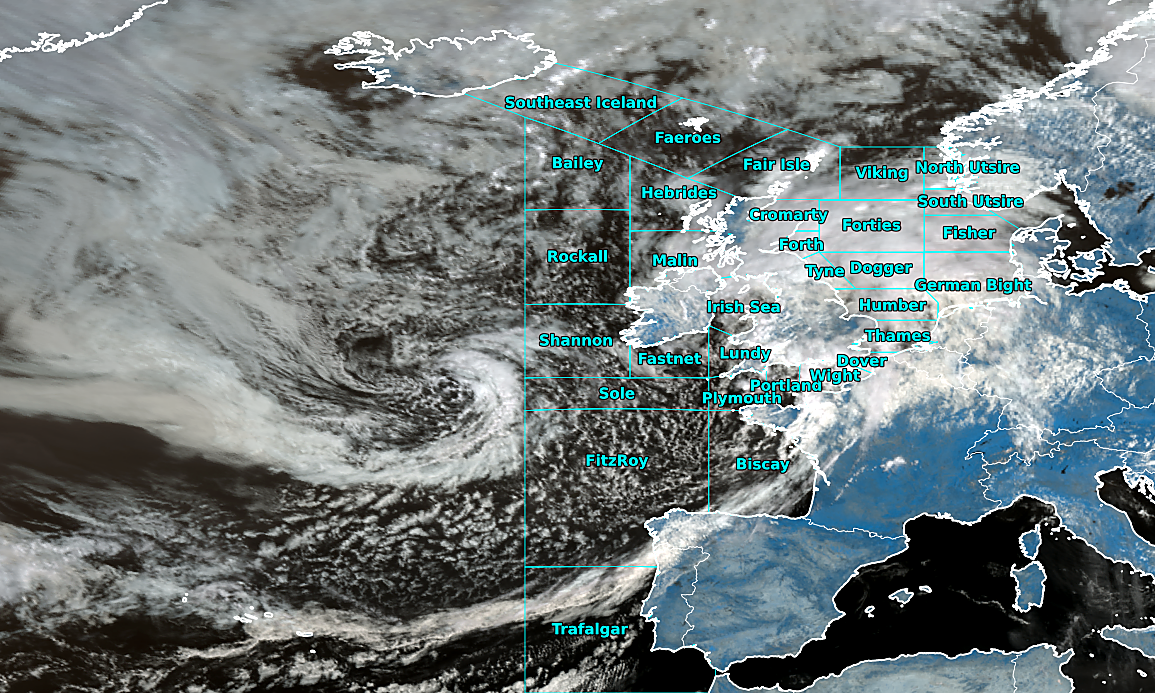 Southeast Iceland
Faeroes
Bailey
Fair Isle
Viking
North Utsire
Hebrides
South Utsire
Cromarty
Forties
Fisher
Forth
Rockall
Malin
Tyne
Dogger
German Bight
Irish Sea
Humber
Shannon
Thames
Fastnet
Lundy
Dover
Wight
Portland
Sole
Plymouth
FitzRoy
Biscay
Trafalgar